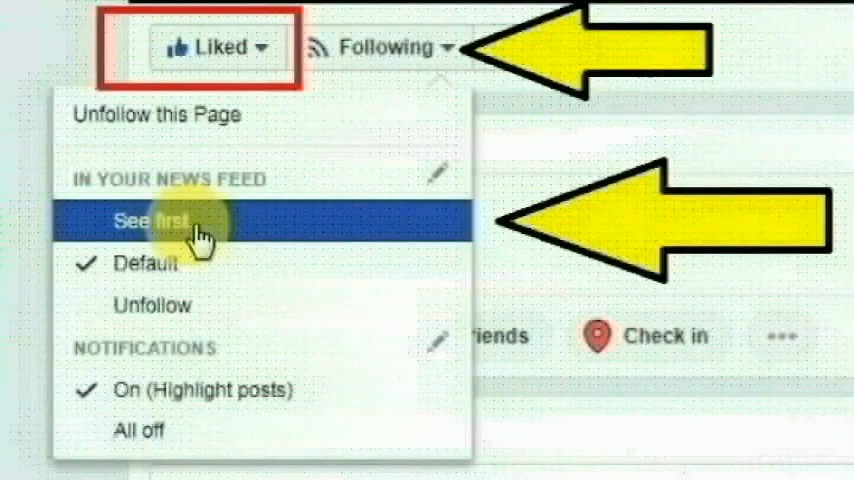 Liked
Following
Unfollow this Page
IN YOUR NEWS FEED
See first
Default
Unfollow
NOTIFICATIONS
riends
Check in
On (Highlight posts)
All off